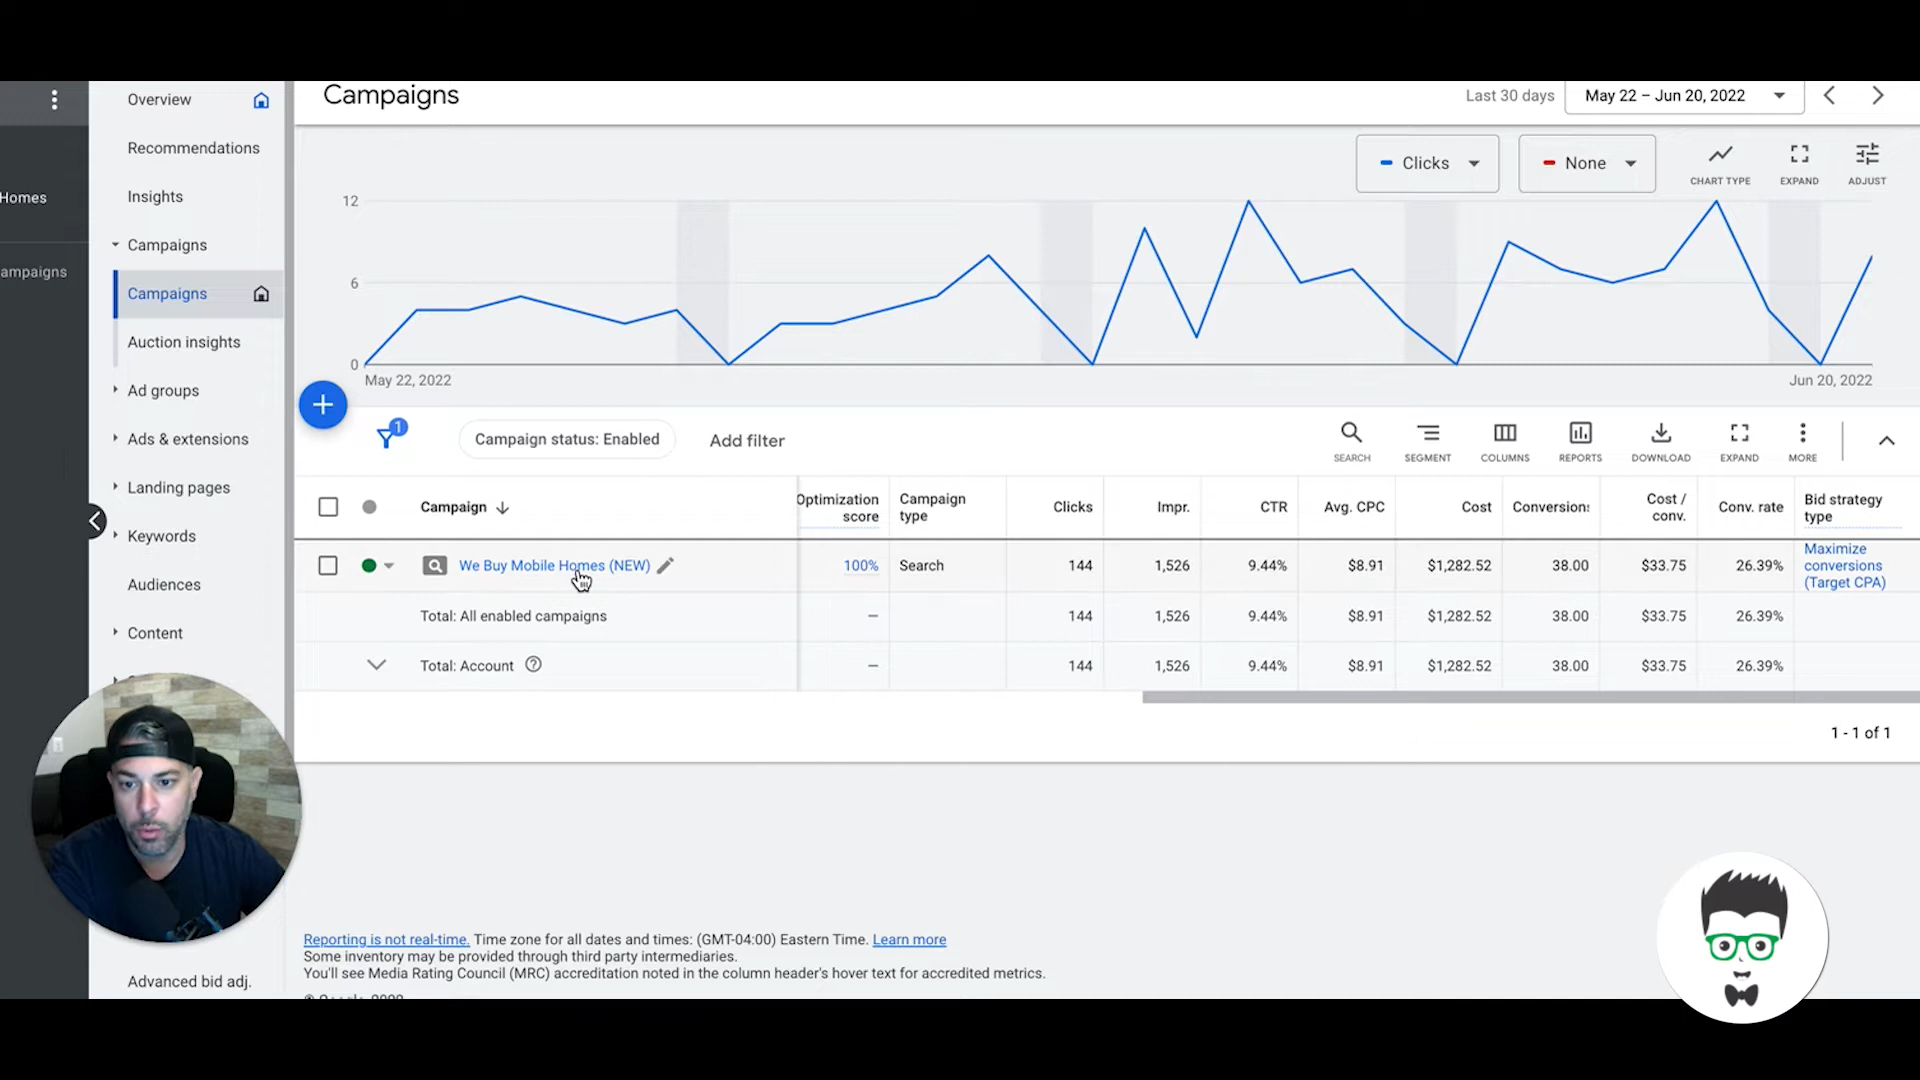 Campaigns
Last 30 days
May 22 – Jun 20, 2022
Homes
ampaigns
Overview
Recommendations
Insights
Campaigns
Campaigns
Auction insights
Ad groups
Ads & extensions
Landing pages
Keywords
Audiences
Content
Advanced bid adj.
Clicks
None
CHART TYPE
EXPAND
ADJUST
12
6
0
May 22, 2022
Jun 20, 2022
1
Campaign status: Enabled
Add filter
SEARCH
SEGMENT
COLUMNS
REPORTS
DOWNLOAD
EXPAND
MORE
Campaign
Optimization score
Campaign type
Clicks
Impr.
CTR
Avg. CPC
Cost
Conversions
Cost / conv.
Conv. rate
Bid strategy type
We Buy Mobile Homes (NEW)
100%
Search
144
1,526
9.44%
$8.91
$1,282.52
38.00
$33.75
26.39%
Maximize conversions (Target CPA)
Total: All enabled campaigns
–
144
1,526
9.44%
$8.91
$1,282.52
38.00
$33.75
26.39%
Total: Account
–
144
1,526
9.44%
$8.91
$1,282.52
38.00
$33.75
26.39%
1 - 1 of 1
Reporting is not real-time. Time zone for all dates and times: (GMT-04:00) Eastern Time. Learn more
Some inventory may be provided through third party intermediaries.
You'll see Media Rating Council (MRC) accreditation noted in the column header's hover text for accredited metrics.